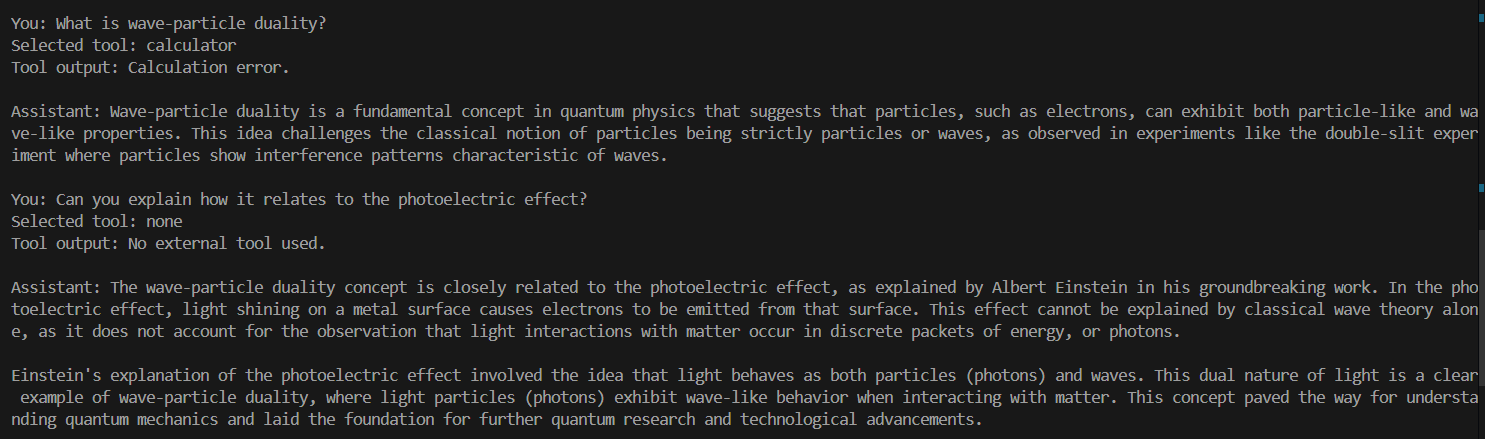 You: What is wave-particle duality?
Selected tool: calculator
Tool output: Calculation error.
Assistant: Wave-particle duality is a fundamental concept in quantum physics that suggests that particles, such as electrons, can exhibit both particle-like and wa
ve-like properties. This idea challenges the classical notion of particles being strictly particles or waves, as observed in experiments like the double-slit exper
iment where particles show interference patterns characteristic of waves.
You: Can you explain how it relates to the photoelectric effect?
Selected tool: none
Tool output: No external tool used.
Assistant: The wave-particle duality concept is closely related to the photoelectric effect, as explained by Albert Einstein in his groundbreaking work. In the pho
toelectric effect, light shining on a metal surface causes electrons to be emitted from that surface. This effect cannot be explained by classical wave theory alon
e, as it does not account for the observation that light interactions with matter occur in discrete packets of energy, or photons.
Einstein's explanation of the photoelectric effect involved the idea that light behaves as both particles (photons) and waves. This dual nature of light is a clear
example of wave-particle duality, where light particles (photons) exhibit wave-like behavior when interacting with matter. This concept paved the way for understa
nding quantum mechanics and laid the foundation for further quantum research and technological advancements.